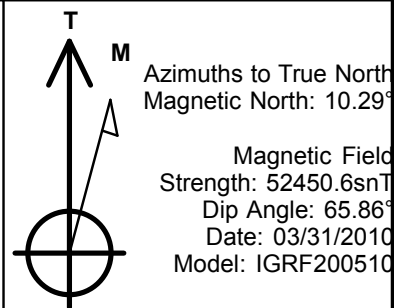 T
M
Azimuths to True North
Magnetic North: 10.29°
Magnetic Field
Strength: 52450.6snT
Dip Angle: 65.86°
Date: 03/31/2010
Model: IGRF200510